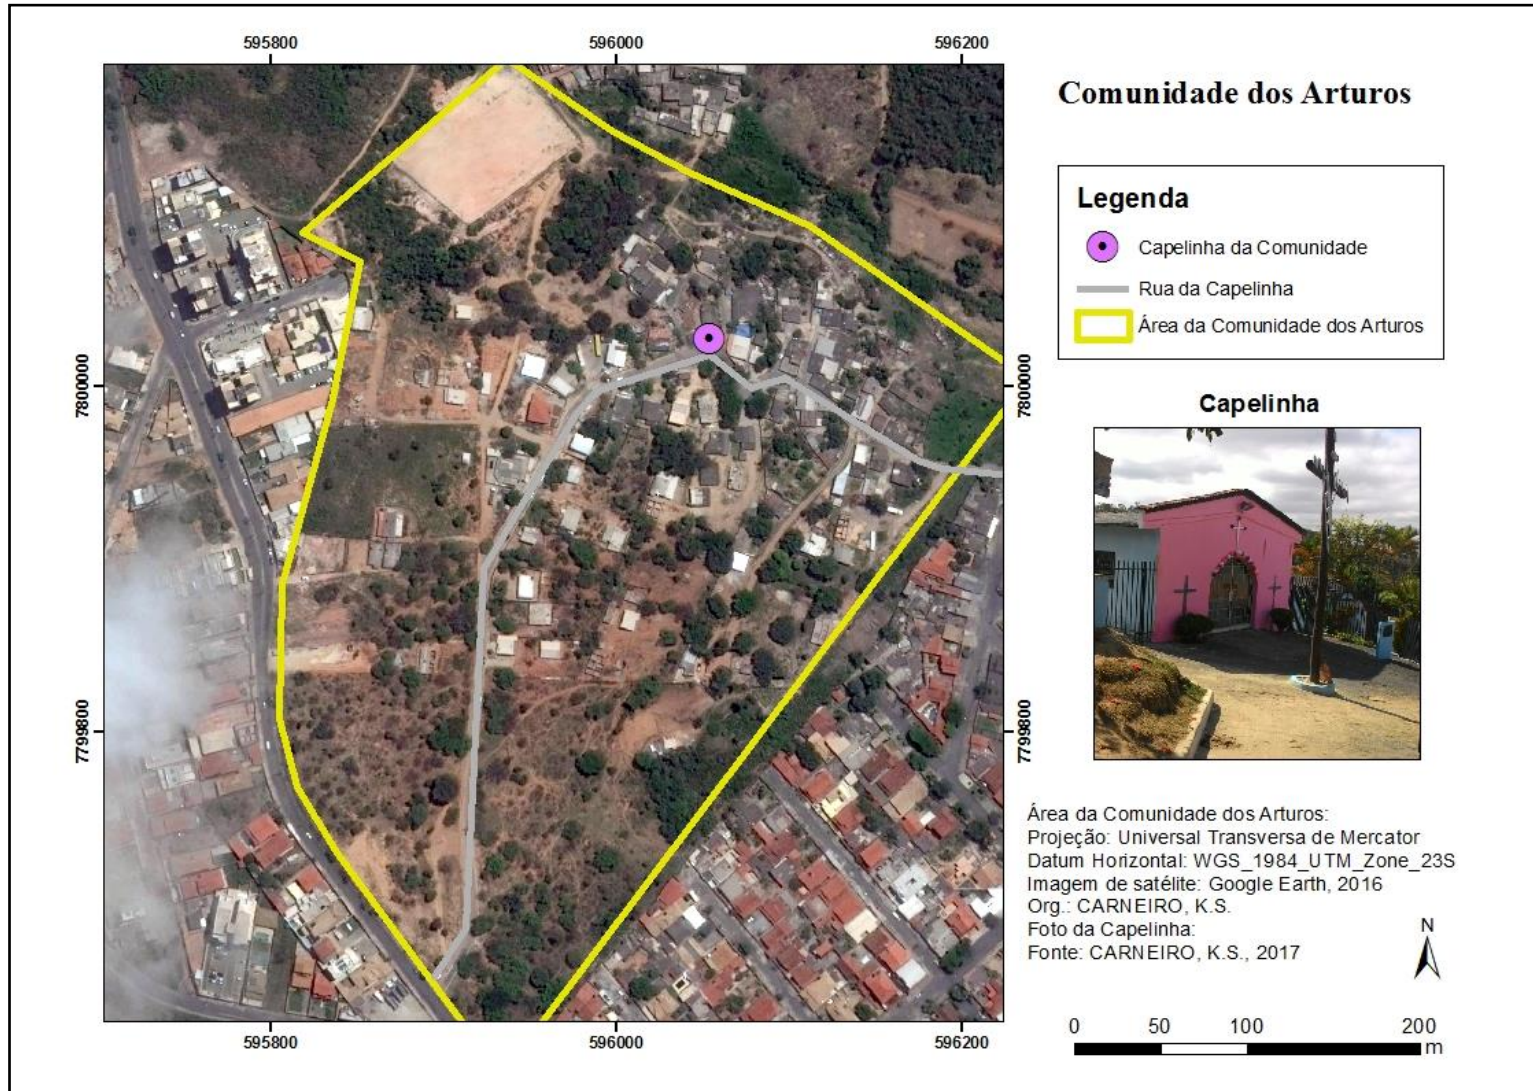 595800
596000
596200
Comunidade dos Arturos
Legenda
Capelinha da Comunidade
Rua da Capelinha
Área da Comunidade dos Arturos
7800000
7800000
Capelinha
7799800
7799800
Área da Comunidade dos Arturos:
Projeção: Universal Transversa de Mercator
Datum Horizontal: WGS_1984_UTM_Zone_23S
Imagem de satélite: Google Earth, 2016
Org.: CARNEIRO, K.S.
Foto da Capelinha:
Fonte: CARNEIRO, K.S., 2017
N
0 50 100 200
m
595800
596000
596200